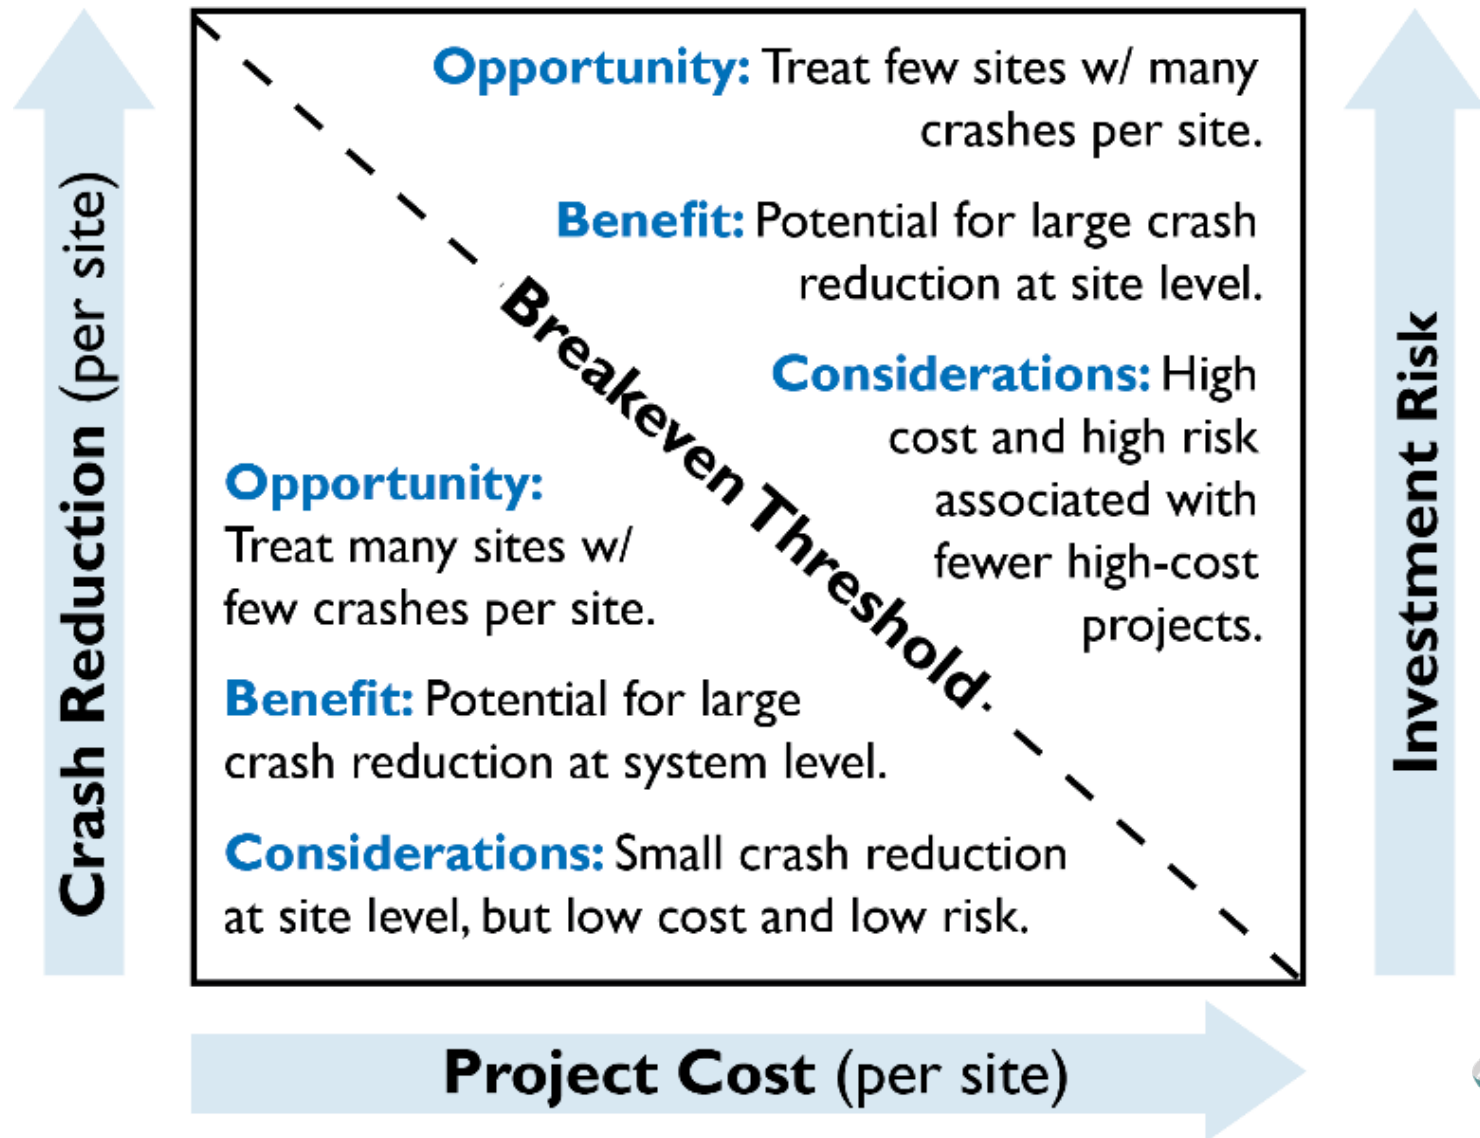 Crash Reduction (per site)
Opportunity: Treat few sites w/ many
crashes per site.
Benefit: Potential for large crash
reduction at site level.
Considerations: High
cost and high risk
associated with
fewer high-cost
projects.
Breakeven Threshold
Opportunity:
Treat many sites w/
few crashes per site.
Benefit: Potential for large
crash reduction at system level.
Considerations: Small crash reduction
at site level, but low cost and low risk.
Investment Risk
Project Cost (per site)